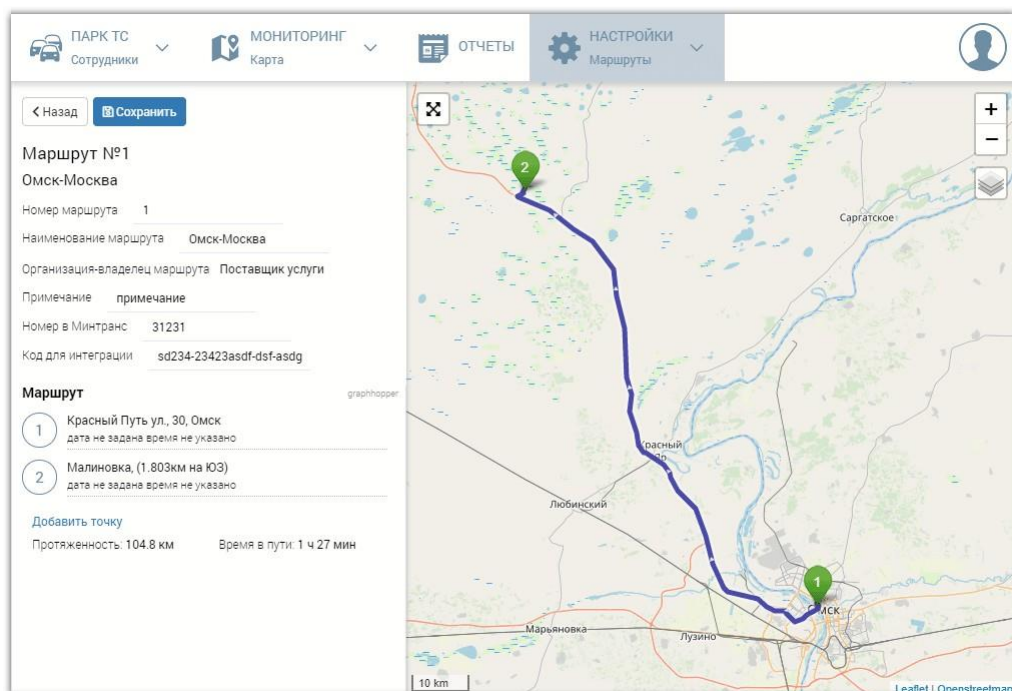 ПАРК ТС
Сотрудники
МОНИТОРИНГ
Карта
ОТЧЕТЫ
НАСТРОЙКИ
Маршруты
Назад
Сохранить
Маршрут №1
Омск-Москва
Номер маршрута 1
Наименование маршрута Омск-Москва
Организация-владелец маршрута Поставщик услуги
Примечание примечание
Номер в Минтранс 31231
Код для интеграции sd234-23423asdf-dsf-asdg
Маршрут graphhopper
1 Красный Путь ул., 30, Омск
дата не задана время не указано
2 Малиновка, (1.803км на ЮЗ)
дата не задана время не указано
Добавить точку
Протяженность: 104.8 км Время в пути: 1 ч 27 мин
+
−
2
Саргатское
Красный
Яр
Любинский
1
Омск
Марьяновка
Лузино
10 km
Leaflet | Openstreetmap